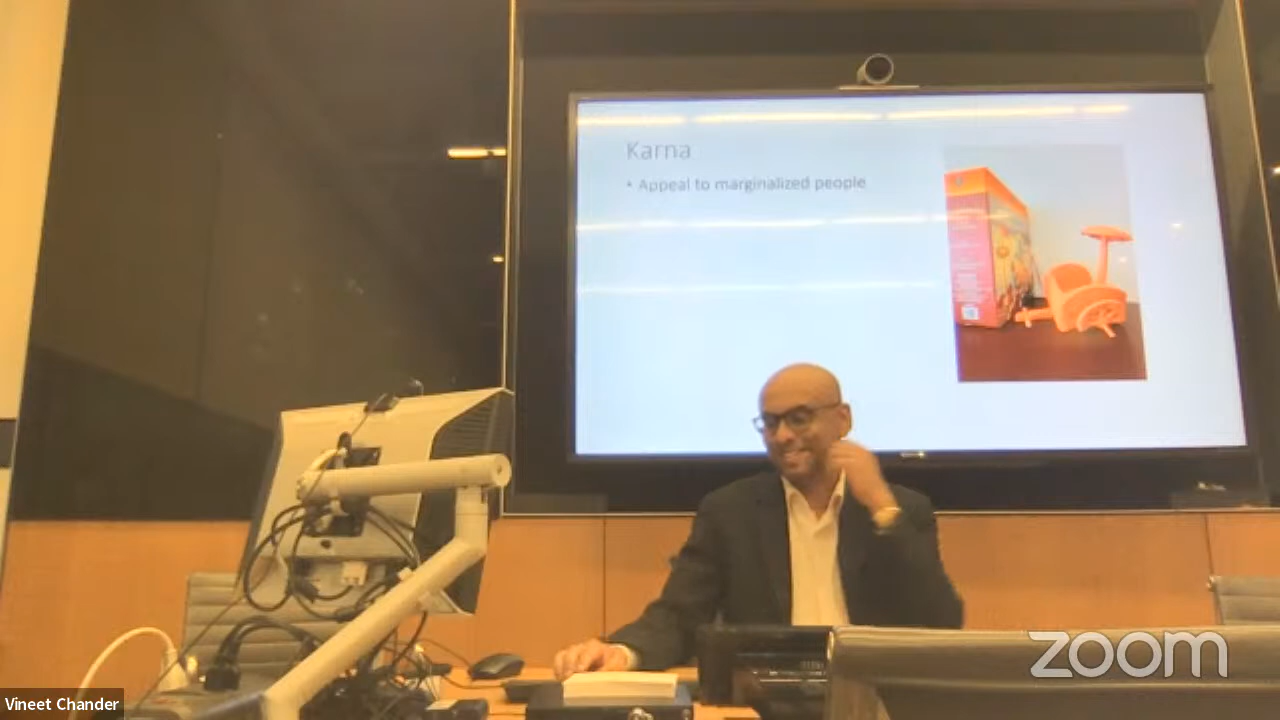 Karna
• Appeal to marginalized people
zoom
Vineet Chander